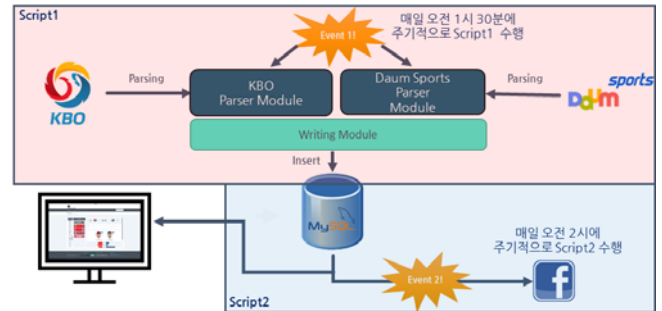 Script1
Event 1!
매일 오전 1시 30분에
주기적으로 Script1 수행
Parsing
KBO
Parser Module
Daum Sports
Parser
Module
Parsing
sports
Daum
KBO
Writing Module
Insert
MySQL
매일 오전 2시에
주기적으로 Script2 수행
Event 2!
f
Script2